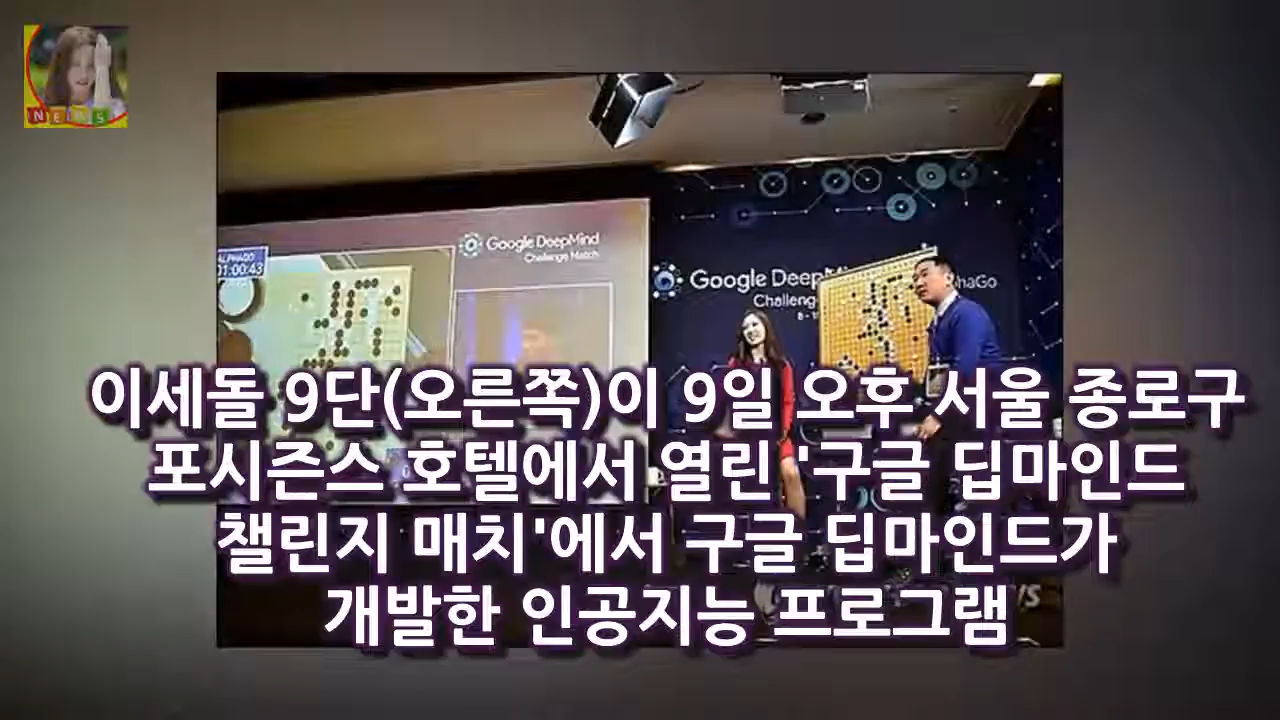 NEWS
ALPHAGO
01:00:43
Google DeepMind
Challenge Match
Google DeepMind
이세돌 9단(오른쪽)이 9일 오후 서울 종로구
포시즌스 호텔에서 열린 '구글 딥마인드
챌린지 매치'에서 구글 딥마인드가
개발한 인공지능 프로그램